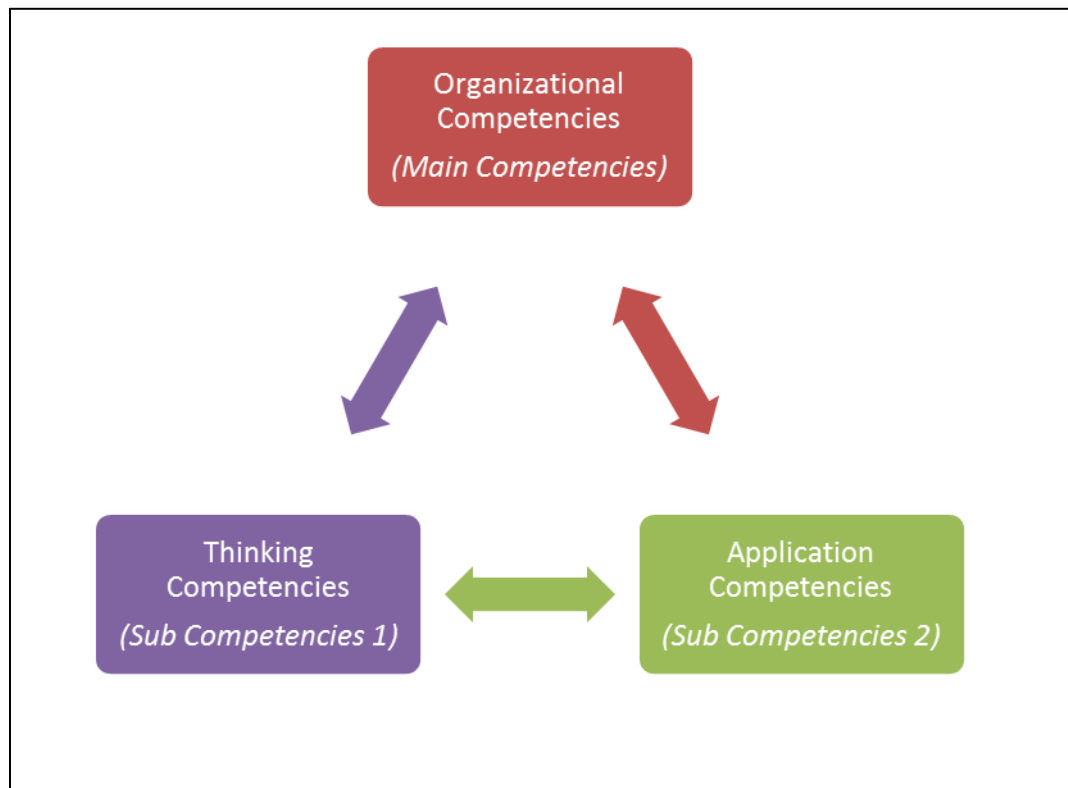 Organizational
Competencies
(Main Competencies)
Thinking
Competencies
(Sub Competencies 1)
Application
Competencies
(Sub Competencies 2)